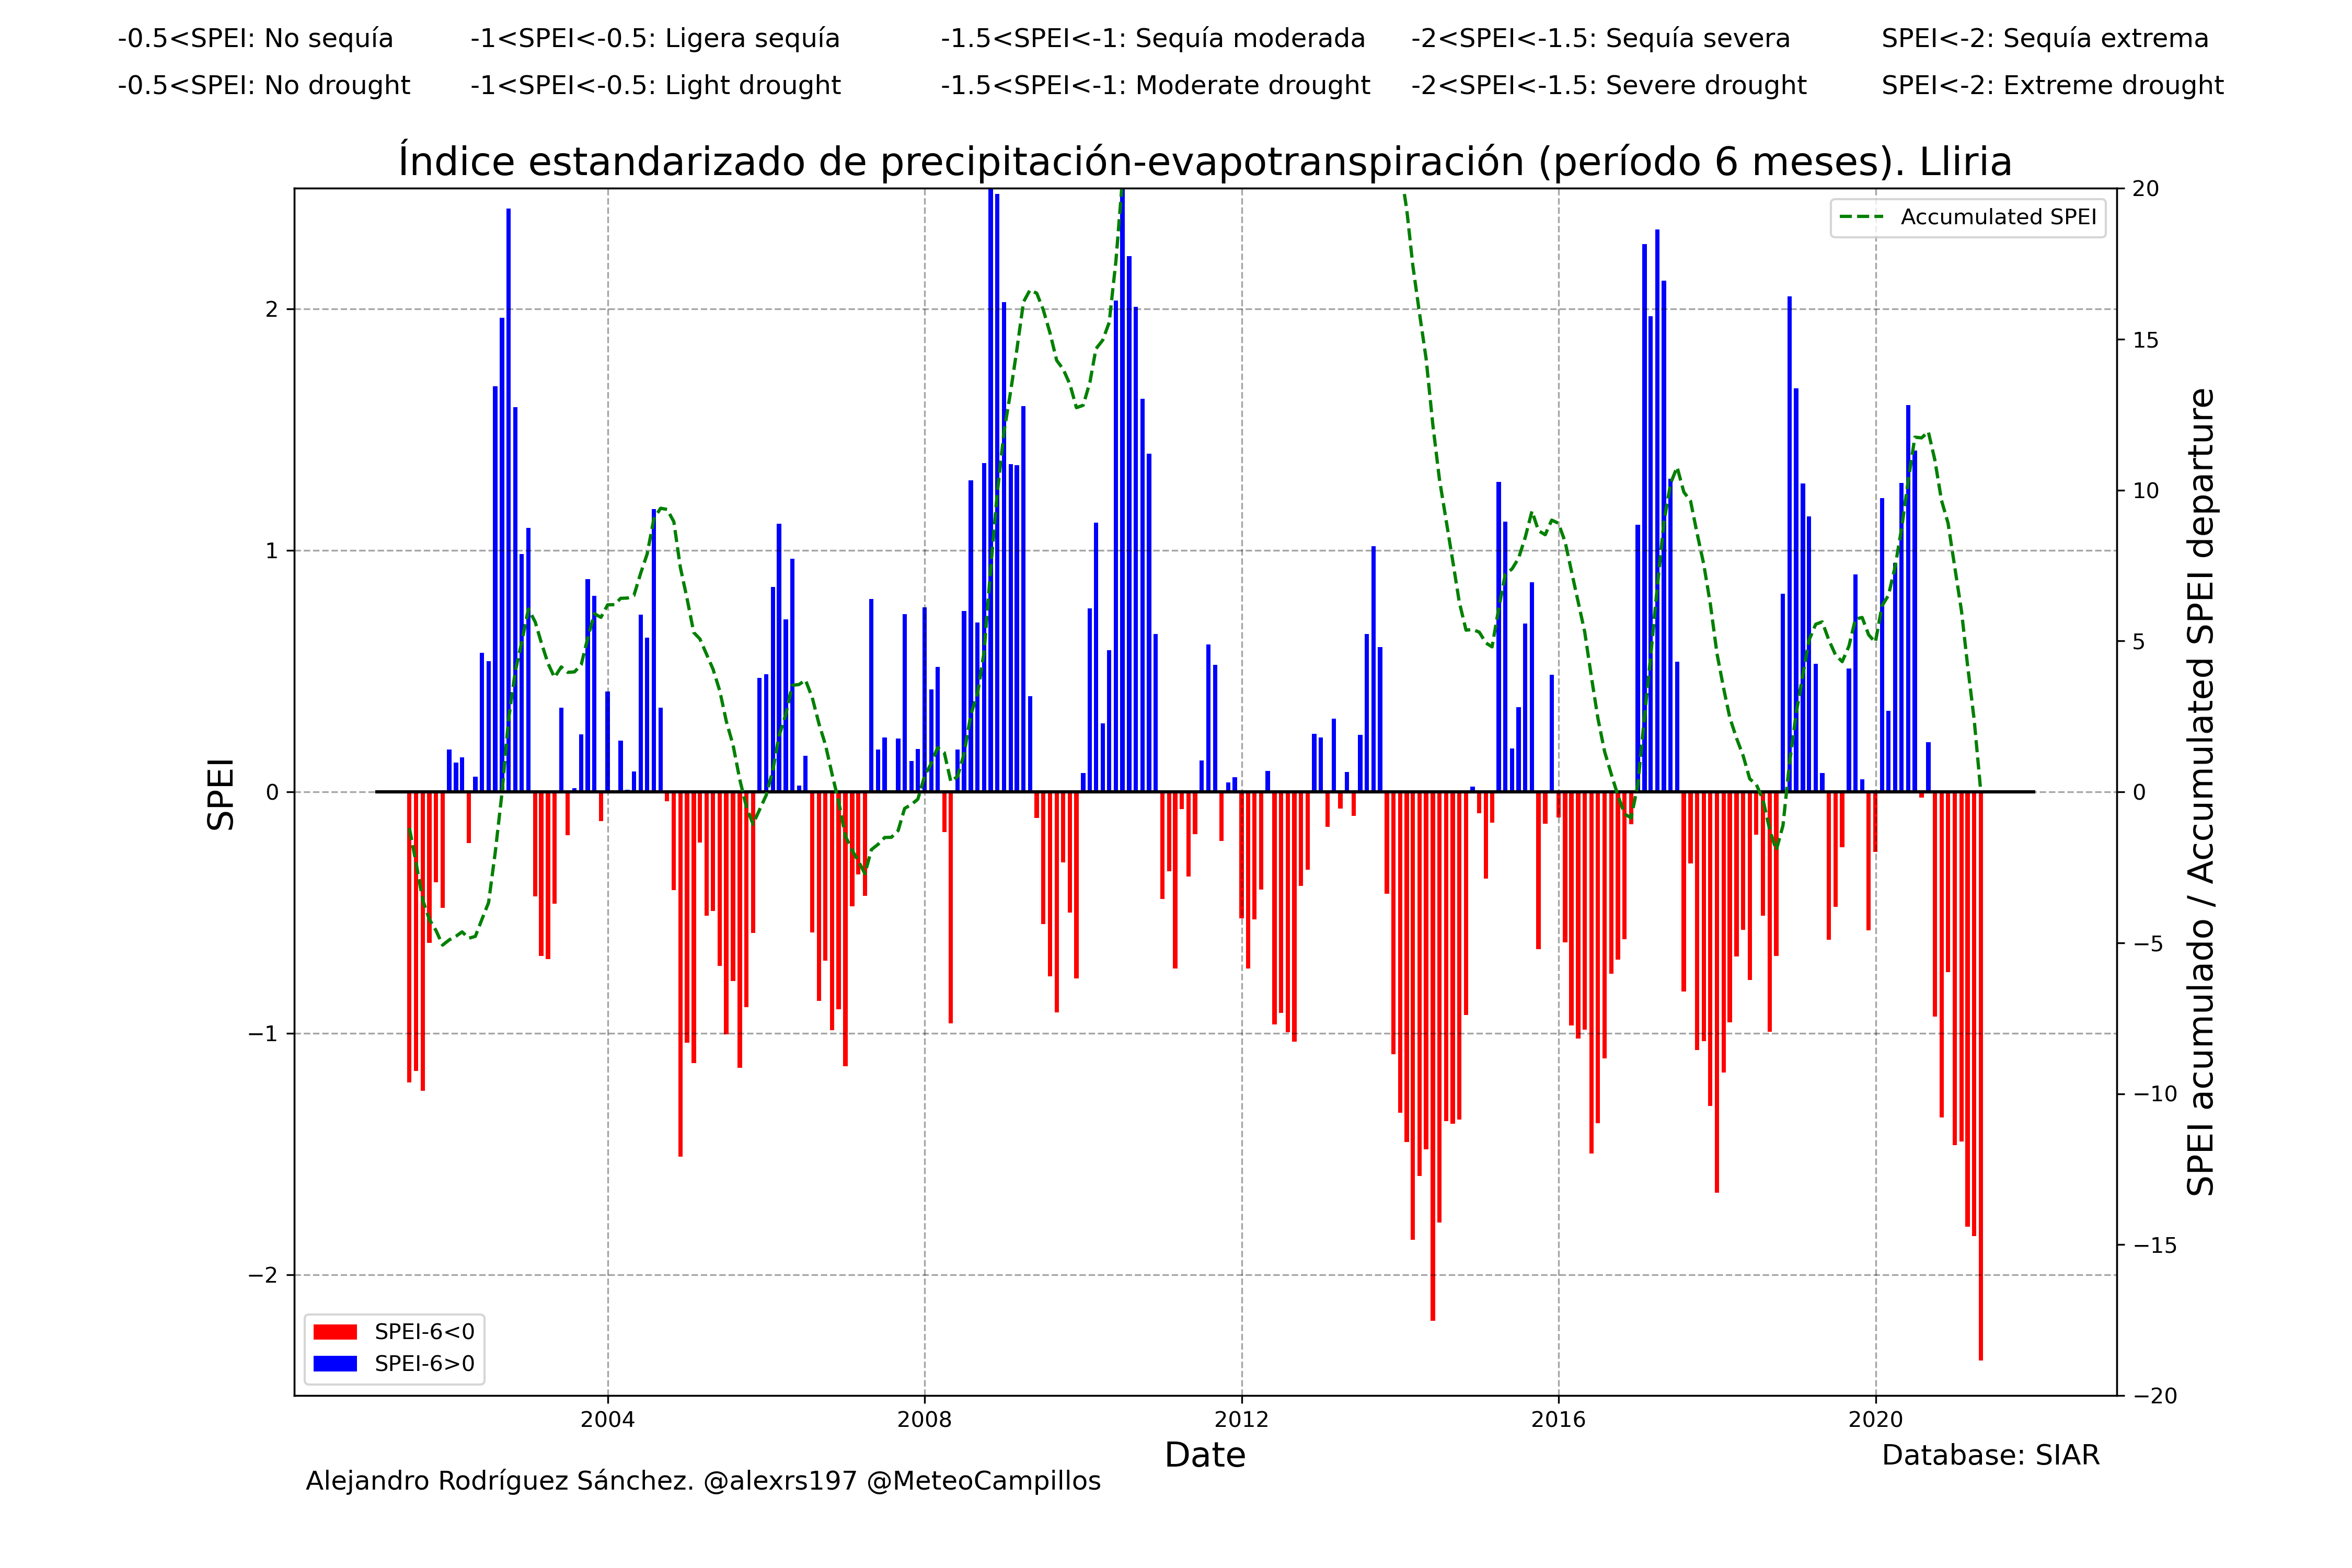 -0.5<SPEI: No sequía -1<SPEI<-0.5: Ligera sequía -1.5<SPEI<-1: Sequía moderada -2<SPEI<-1.5: Sequía severa SPEI<-2: Sequía extrema
-0.5<SPEI: No drought -1<SPEI<-0.5: Light drought -1.5<SPEI<-1: Moderate drought -2<SPEI<-1.5: Severe drought SPEI<-2: Extreme drought
Índice estandarizado de precipitación-evapotranspiración (período 6 meses). Lliria
Accumulated SPEI
SPEI
2
1
0
−1
−2
20
15
10
5
0
−5
−10
−15
−20
SPEI acumulado / Accumulated SPEI departure
SPEI-6<0
SPEI-6>0
2004 2008 2012 2016 2020
Date
Database: SIAR
Alejandro Rodríguez Sánchez. @alexrs197 @MeteoCampillos